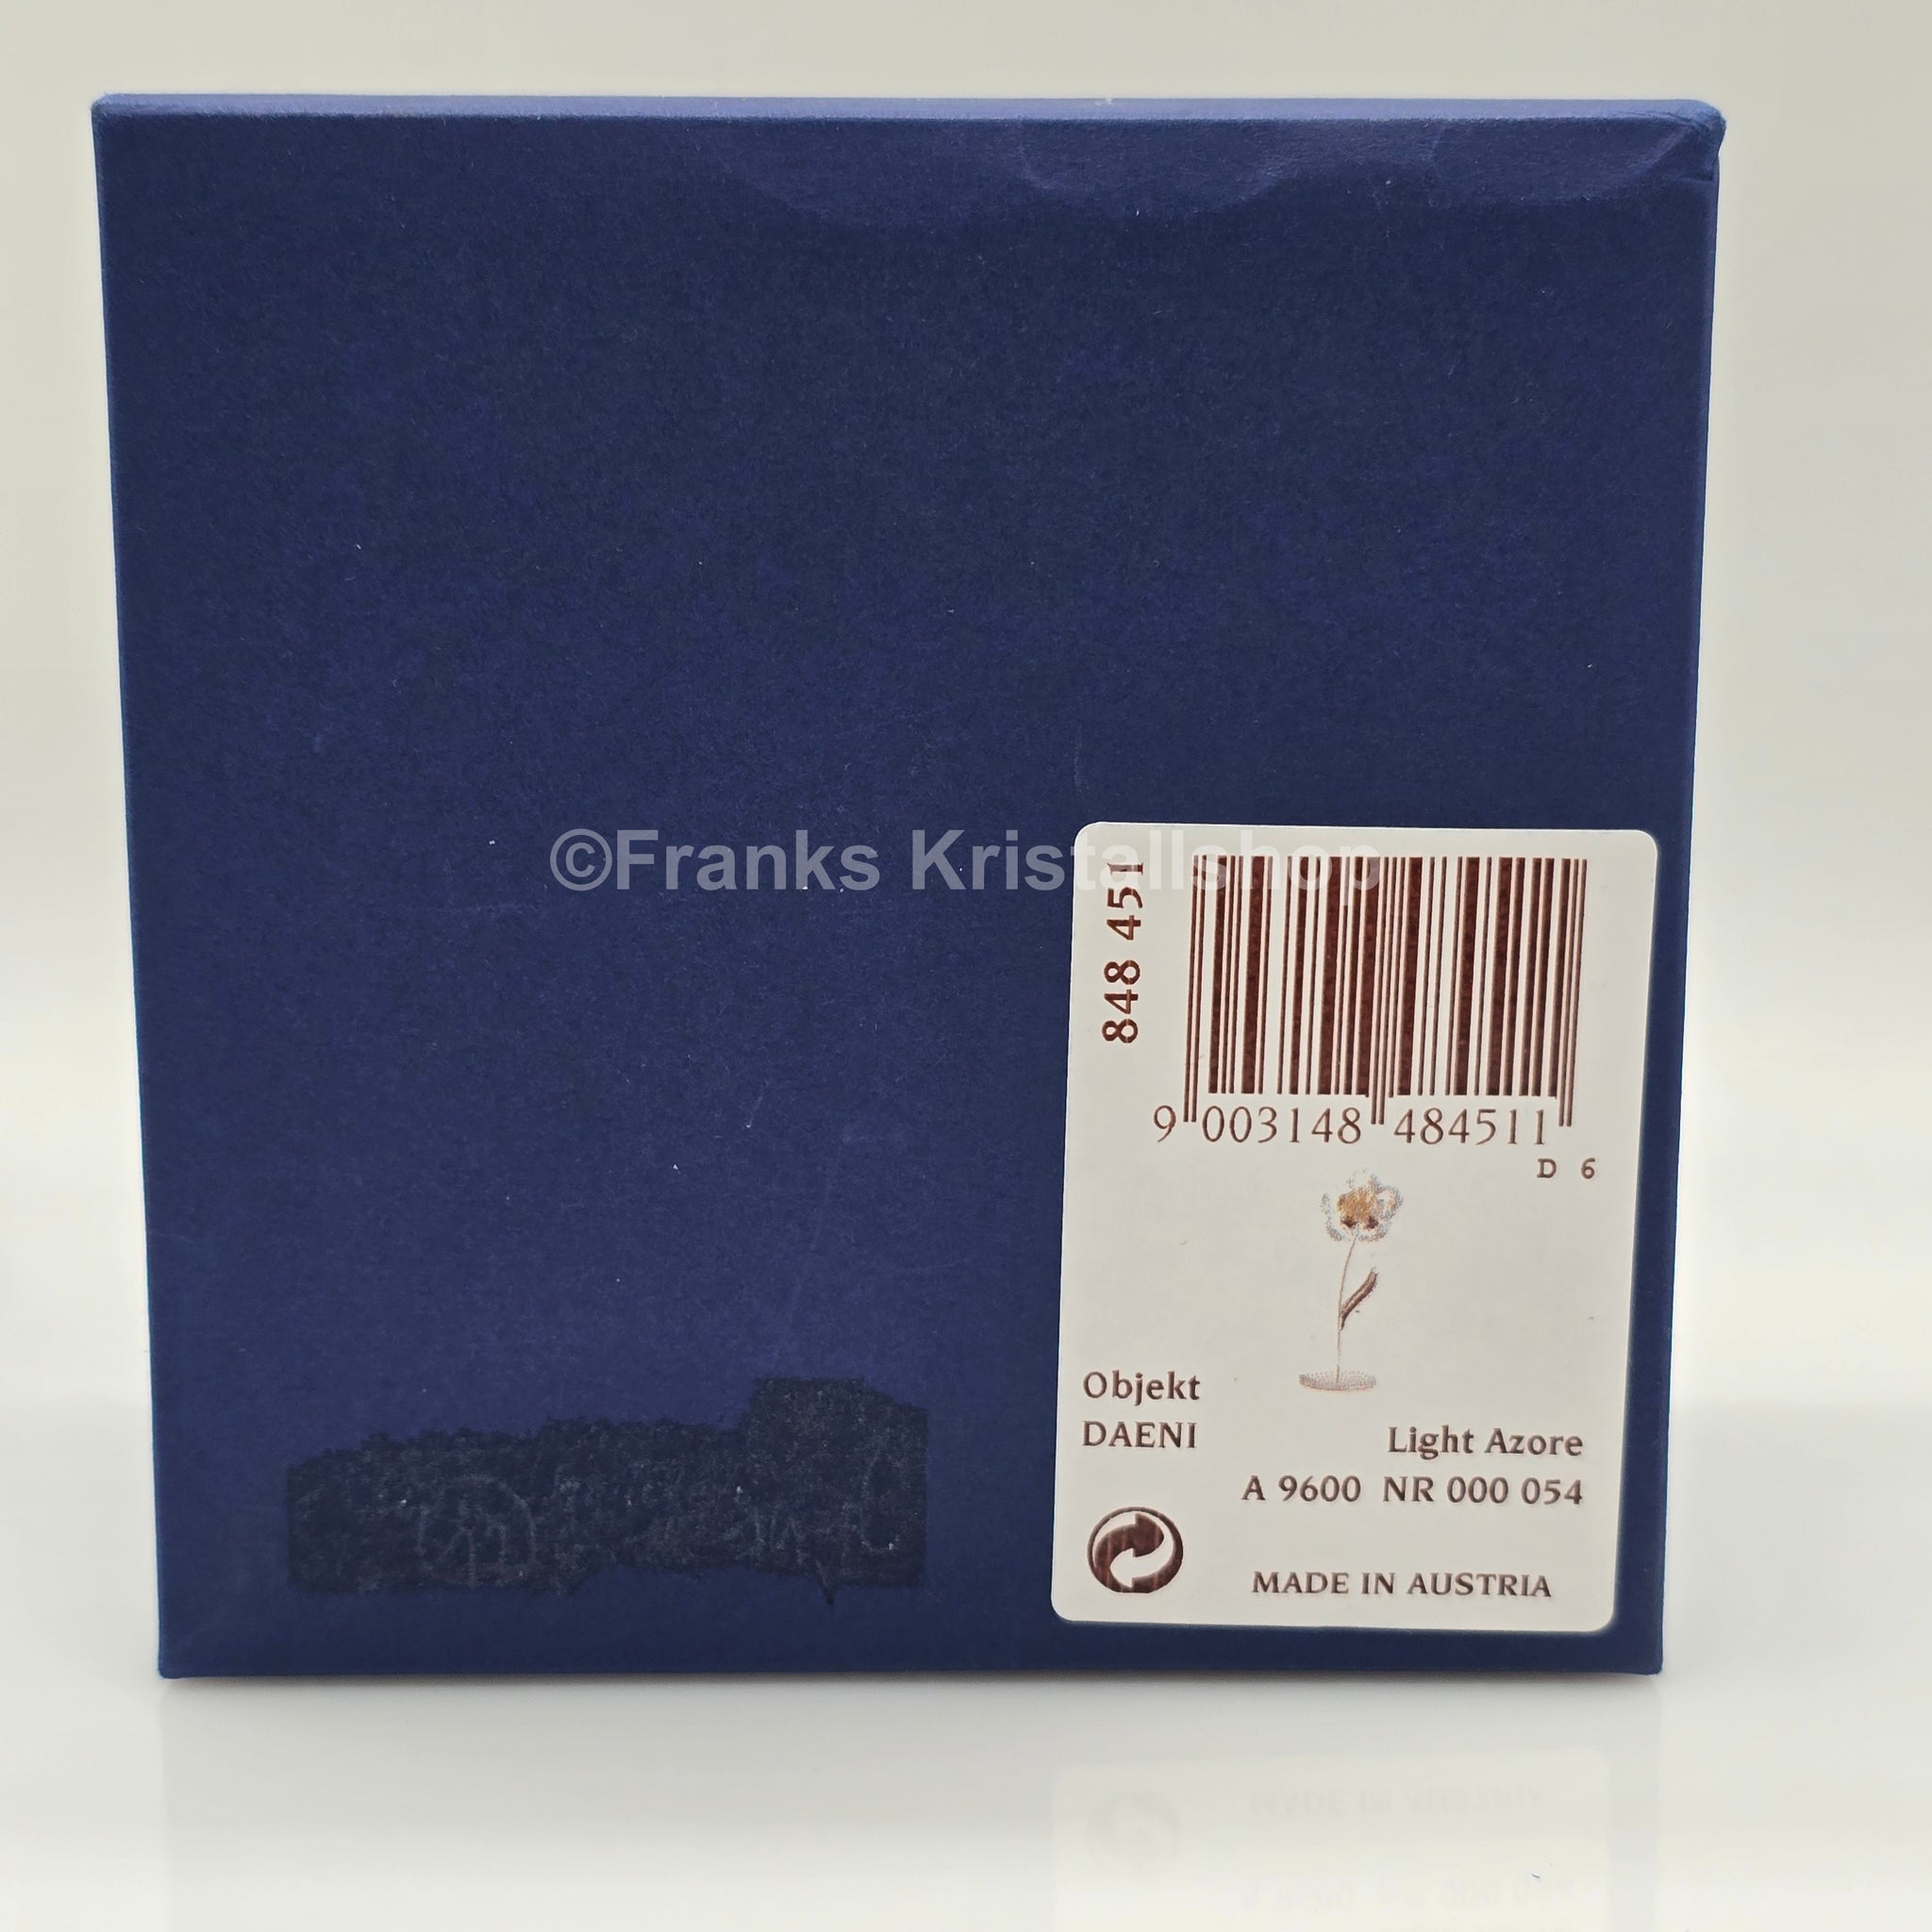 ©Franks Kristallshop
848 451
9 003148 484511
D 6
Objekt
DAENI
Light Azore
A 9600 NR 000 054
MADE IN AUSTRIA